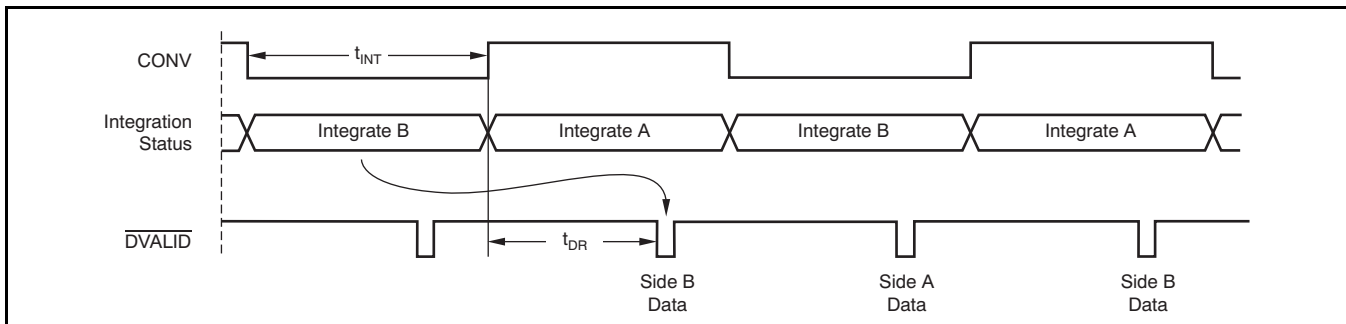 CONV
t_INT
Integration
Status
Integrate B
Integrate A
Integrate B
Integrate A
DVALID
t_DR
Side B
Data
Side A
Data
Side B
Data